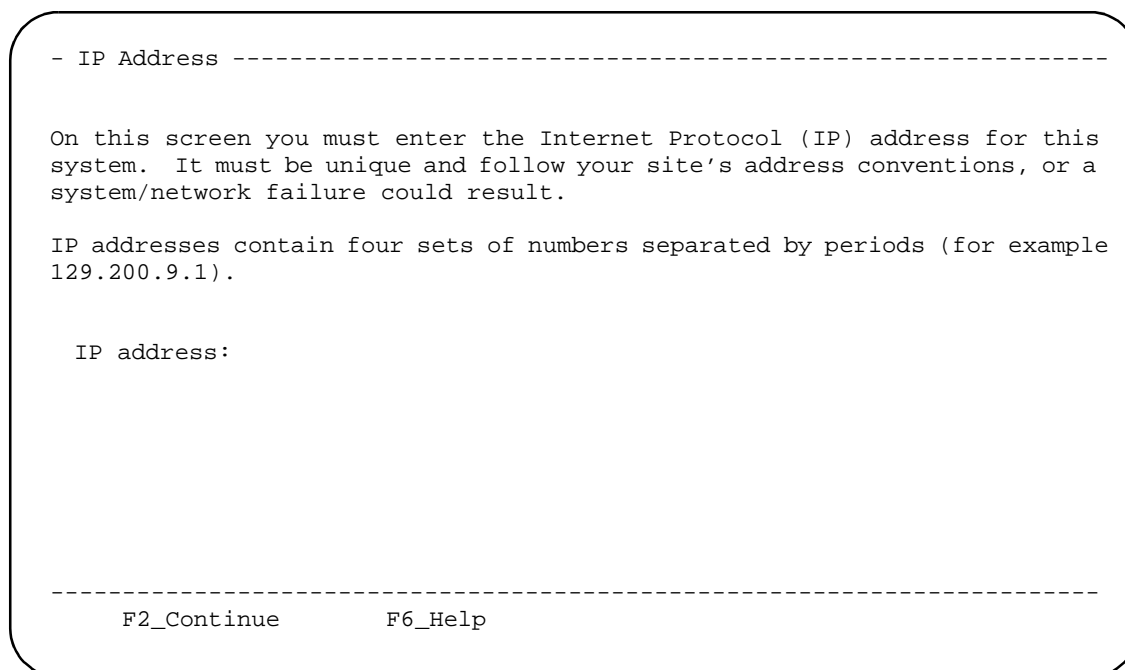 - IP Address -------------------------------------------------------------
On this screen you must enter the Internet Protocol (IP) address for this
system.  It must be unique and follow your site's address conventions, or a
system/network failure could result.
IP addresses contain four sets of numbers separated by periods (for example
129.200.9.1).
IP address:
-------------------------------------------------------------------------
F2_Continue        F6_Help